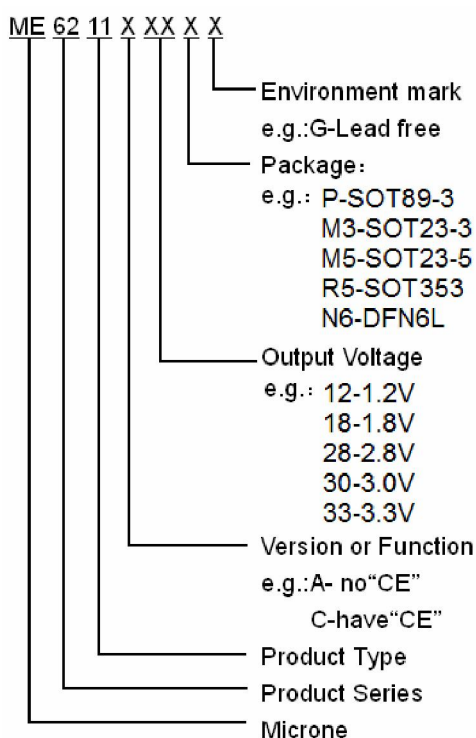 ME 62 11 X XX X X
Environment mark
e.g.:G-Lead free
Package：
e.g.：P-SOT89-3
M3-SOT23-3
M5-SOT23-5
R5-SOT353
N6-DFN6L
Output Voltage
e.g.：12-1.2V
18-1.8V
28-2.8V
30-3.0V
33-3.3V
Version or Function
e.g.:A- no“CE”
C-have“CE”
Product Type
Product Series
Microne